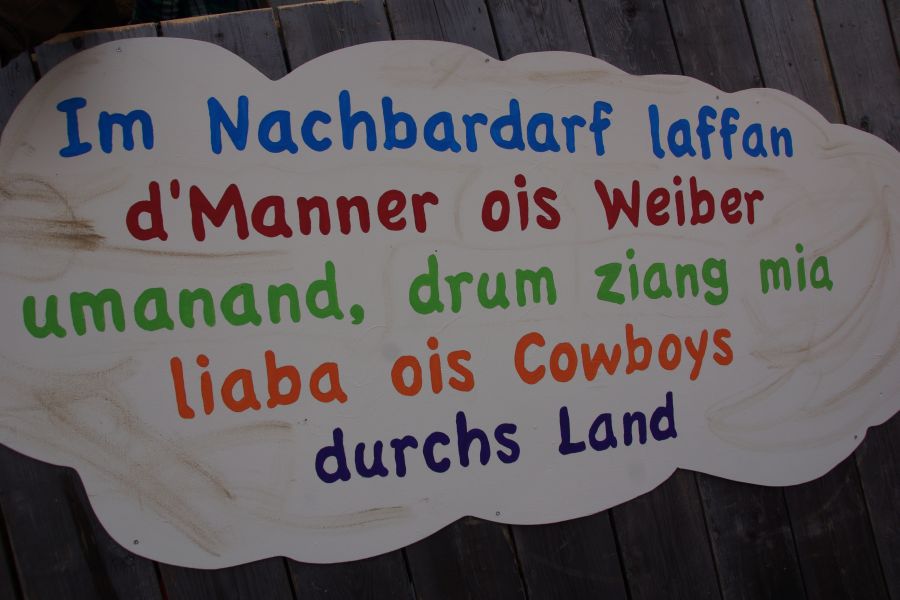 Im Nachbardarf laffan
d'Manner ois Weiber
umanand, drum ziang mia
liaba ois Cowboys
durchs Land